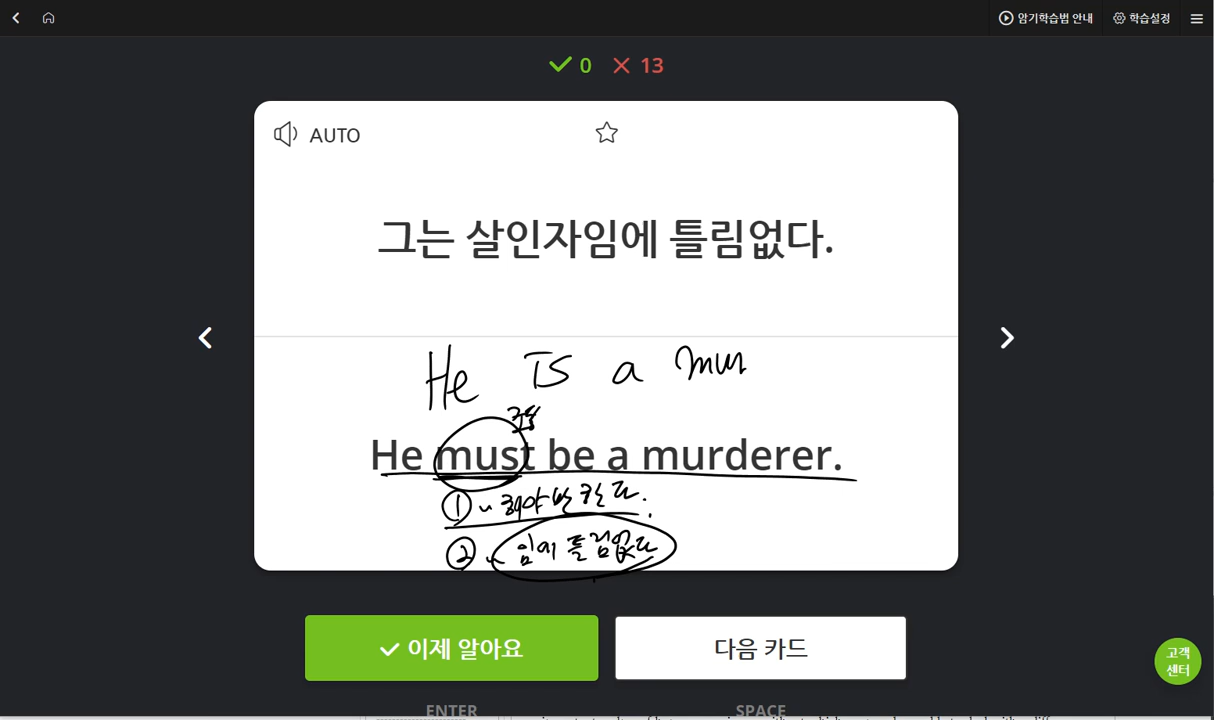 암기학습법 안내 학습설정
0 13
AUTO
그는 살인자임에 틀림없다.
He is a mur
조동
He must be a murderer.
① ~ 해야만 한다.
② ~ 임에 틀림없다
이제 알아요 다음 카드
고객
센터
ENTER SPACE